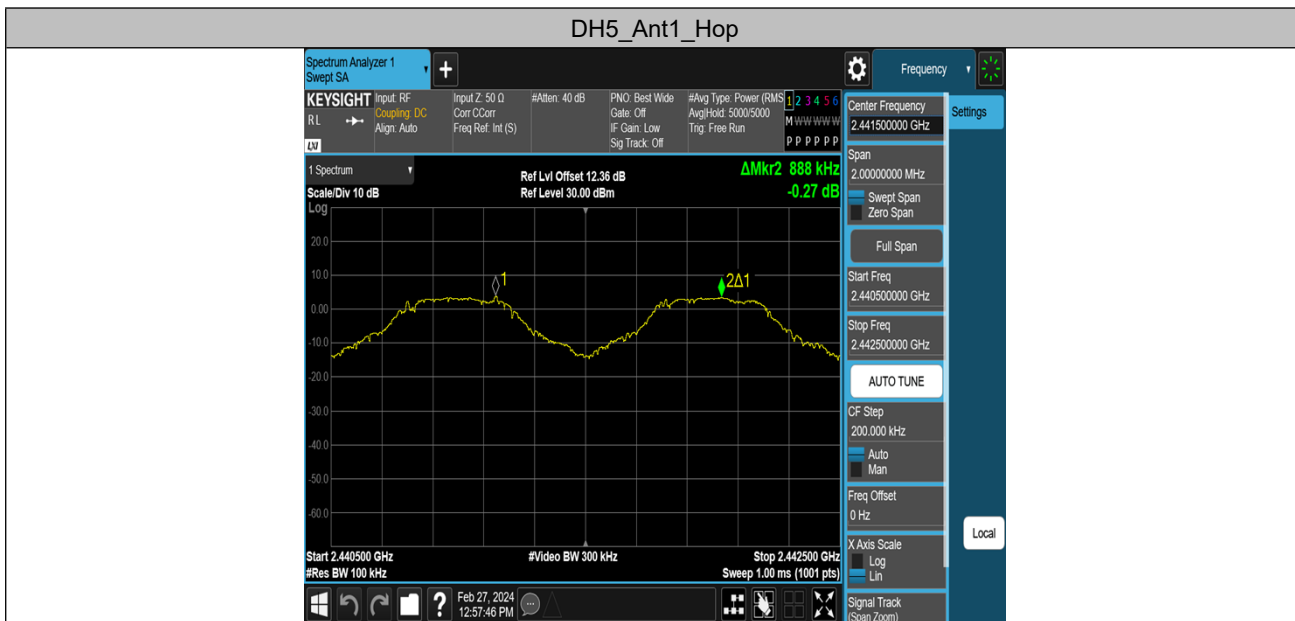 DH5_Ant1_Hop
Spectrum Analyzer 1
Swept SA
+
Frequency
KEYSIGHT
RL
LXI
Input: RF
Coupling: DC
Align: Auto
Input Z: 50 Ω
Corr CCorr
Freq Ref: Int (S)
#Atten: 40 dB
PNO: Best Wide
Gate: Off
IF Gain: Low
Sig Track: Off
#Avg Type: Power (RMS
Avg|Hold: 5000/5000
Trig: Free Run
1 2 3 4 5 6
M W W W W W
P P P P P P
Center Frequency
2.441500000 GHz
Settings
Span
2.00000000 MHz
Swept Span
Zero Span
Full Span
Start Freq
2.440500000 GHz
Stop Freq
2.442500000 GHz
AUTO TUNE
CF Step
200.000 kHz
Auto
Man
Freq Offset
0 Hz
X Axis Scale
Log
Lin
Signal Track
(Span Zoom)
Local
1 Spectrum
Scale/Div 10 dB
Log
Ref Lvl Offset 12.36 dB
Ref Level 30.00 dBm
ΔMkr2 888 kHz
-0.27 dB
20.0
10.0
0.00
-10.0
-20.0
-30.0
-40.0
-50.0
-60.0
1
2Δ1
Start 2.440500 GHz
#Res BW 100 kHz
#Video BW 300 kHz
Stop 2.442500 GHz
Sweep 1.00 ms (1001 pts)
?
Feb 27, 2024
12:57:46 PM